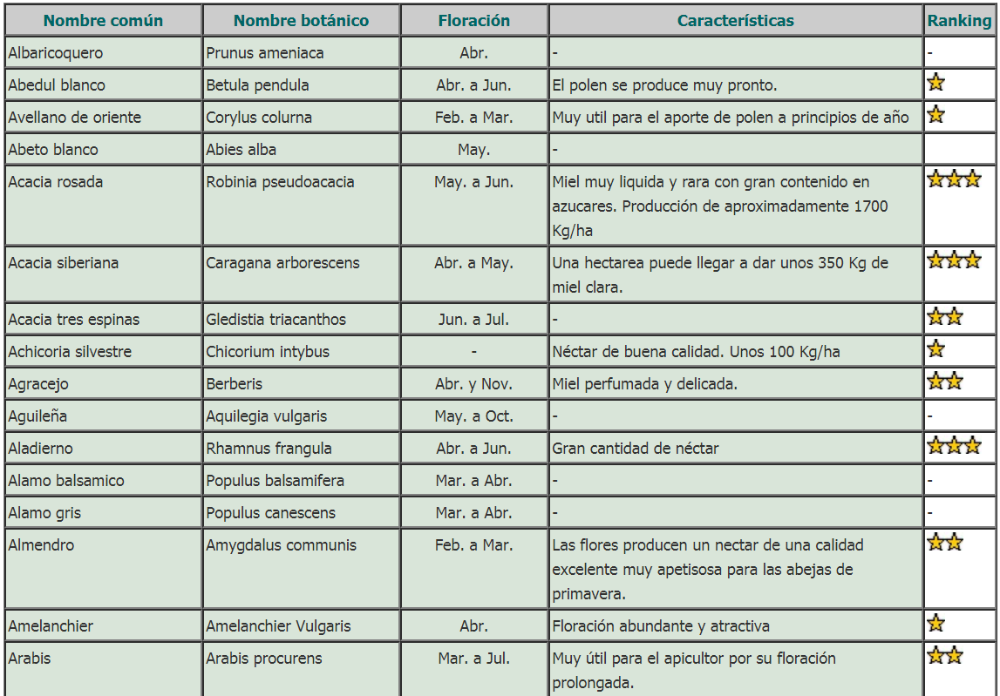 Nombre común Nombre botánico Floración Características Ranking
Albaricoquero Prunus ameniaca Abr. - -
Abedul blanco Betula pendula Abr. a Jun. El polen se produce muy pronto.
Avellano de oriente Corylus colurna Feb. a Mar. Muy util para el aporte de polen a principios de año
Abeto blanco Abies alba May. -
Acacia rosada Robinia pseudoacacia May. a Jun. Miel muy liquida y rara con gran contenido en
azucares. Producción de aproximadamente 1700
Kg/ha
Acacia siberiana Caragana arborescens Abr. a May. Una hectarea puede llegar a dar unos 350 Kg de
miel clara.
Acacia tres espinas Gledistia triacanthos Jun. a Jul. -
Achicoria silvestre Chicorium intybus - Néctar de buena calidad. Unos 100 Kg/ha
Agracejo Berberis Abr. y Nov. Miel perfumada y delicada.
Aguileña Aquilegia vulgaris May. a Oct. - -
Aladierno Rhamnus frangula Abr. a Jun. Gran cantidad de néctar
Alamo balsamico Populus balsamifera Mar. a Abr. - -
Alamo gris Populus canescens Mar. a Abr. - -
Almendro Amygdalus communis Feb. a Mar. Las flores producen un nectar de una calidad
excelente muy apetisosa para las abejas de
primavera.
Amelanchier Amelanchier Vulgaris Abr. Floración abundante y atractiva
Arabis Arabis procurens Mar. a Jul. Muy útil para el apicultor por su floración
prolongada.